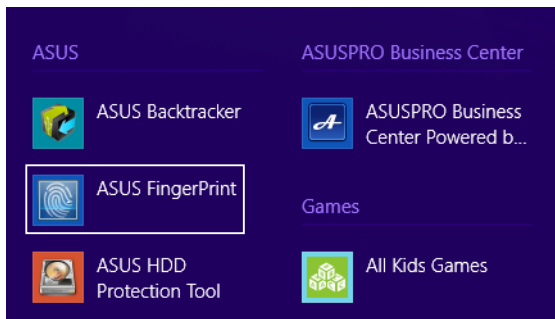 ASUS
ASUS Backtracker
ASUS FingerPrint
ASUS HDD
Protection Tool
ASUSPRO Business Center
ASUSPRO Business
Center Powered b...
Games
All Kids Games